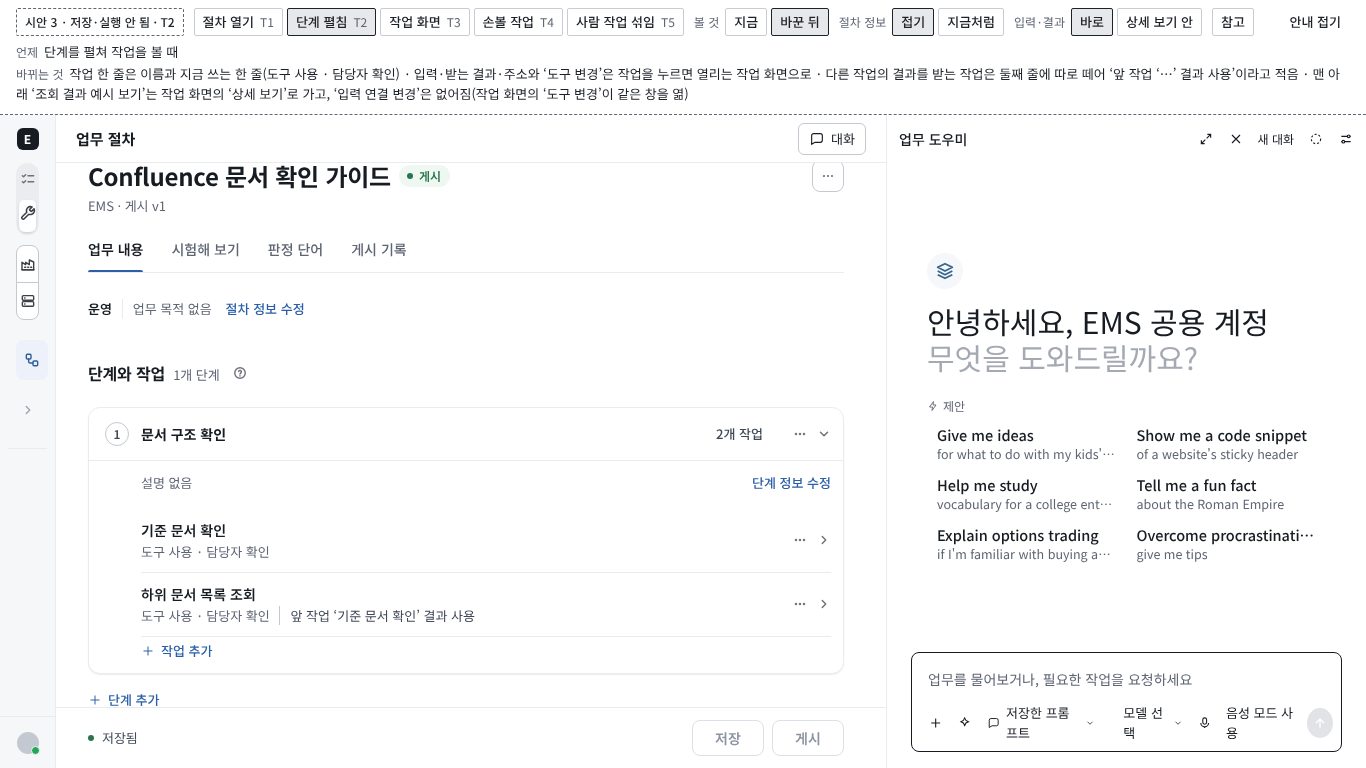 시안 3 · 저장·실행 안 됨 · T2 절차 열기 T1 단계 펼침 T2 작업 화면 T3 손볼 작업 T4 사람 작업 섞임 T5 볼 것 지금 바꾼 뒤 절차 정보 접기 지금처럼 입력·결과 바로 상세 보기 안 참고 안내 접기
언제 단계를 펼쳐 작업을 볼 때
바뀌는 것 작업 한 줄은 이름과 지금 쓰는 한 줄(도구 사용 · 담당자 확인) · 입력·받는 결과·주소와 ‘도구 변경’은 작업을 누르면 열리는 작업 화면으로 · 다른 작업의 결과를 받는 작업은 둘째 줄에 따로 떼어 ‘앞 작업 ‘…’ 결과 사용’이라고 적음 · 맨 아
래 ‘조회 결과 예시 보기’는 작업 화면의 ‘상세 보기’로 가고, ‘입력 연결 변경’은 없어짐(작업 화면의 ‘도구 변경’이 같은 창을 엶)
E
업무 절차
대화
Confluence 문서 확인 가이드
게시
EMS · 게시 v1
업무 내용 시험해 보기 판정 단어 게시 기록
운영 업무 목적 없음 절차 정보 수정
단계와 작업 1개 단계
1 문서 구조 확인 2개 작업
설명 없음 단계 정보 수정
기준 문서 확인
도구 사용 · 담당자 확인
하위 문서 목록 조회
도구 사용 · 담당자 확인 앞 작업 ‘기준 문서 확인’ 결과 사용
작업 추가
단계 추가
저장됨 저장 게시
업무 도우미 새 대화
안녕하세요, EMS 공용 계정
무엇을 도와드릴까요?
제안
Give me ideas
for what to do with my kids'…
Show me a code snippet
of a website's sticky header
Help me study
vocabulary for a college ent…
Tell me a fun fact
about the Roman Empire
Explain options trading
if I'm familiar with buying a…
Overcome procrastinati…
give me tips
업무를 물어보거나, 필요한 작업을 요청하세요
저장한 프롬
프트
모델 선
택
음성 모드 사
용